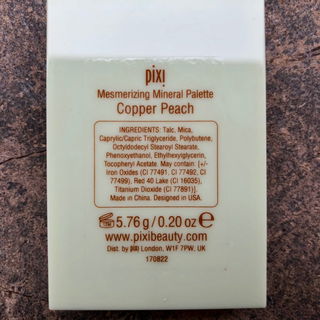 pixi
Mesmerizing Mineral Palette
Copper Peach
INGREDIENTS: Talc, Mica,
Caprylic/Capric Triglyceride, Polybutene,
Octyldodecyl Stearoyl Stearate,
Phenoxyethanol, Ethylhexyiglycerin,
Tocopheryl Acetate. May contain: [+/-
Iron Oxides (CI 77491, CI 77492, CI
77499), Red 40 Lake (CI 16035),
Titanium Dioxide (CI 77891)].
Made in China. Designed in USA.
5.76 g / 0.20 oz e
www.pixibeauty.com
Dist. by pixi London, W1F 7PW, UK
170822